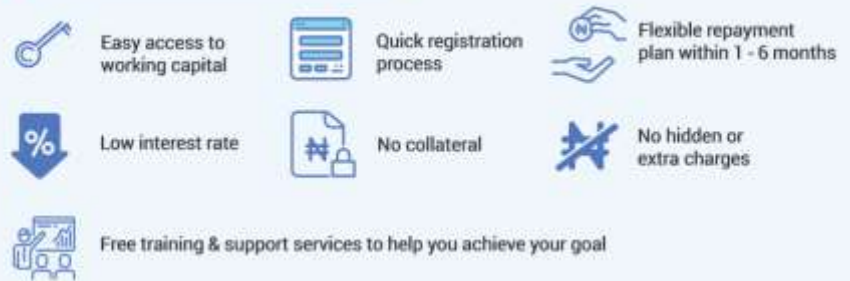 Easy access to
working capital
Quick registration
process
Flexible repayment
plan within 1 - 6 months
%
Low interest rate
₦
No collateral
₦
No hidden or
extra charges
Free training & support services to help you achieve your goal